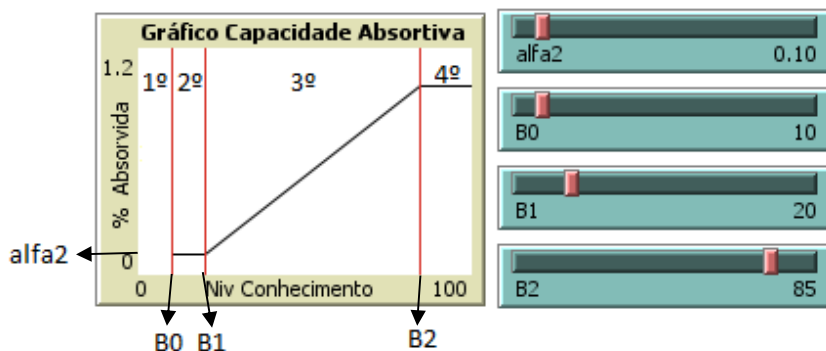 Gráfico Capacidade Absortiva
1.2
1º 2º 3º 4º
% Absorvida
alfa2
0
0 Niv Conhecimento 100
B0 B1 B2
alfa2 0.10
B0 10
B1 20
B2 85